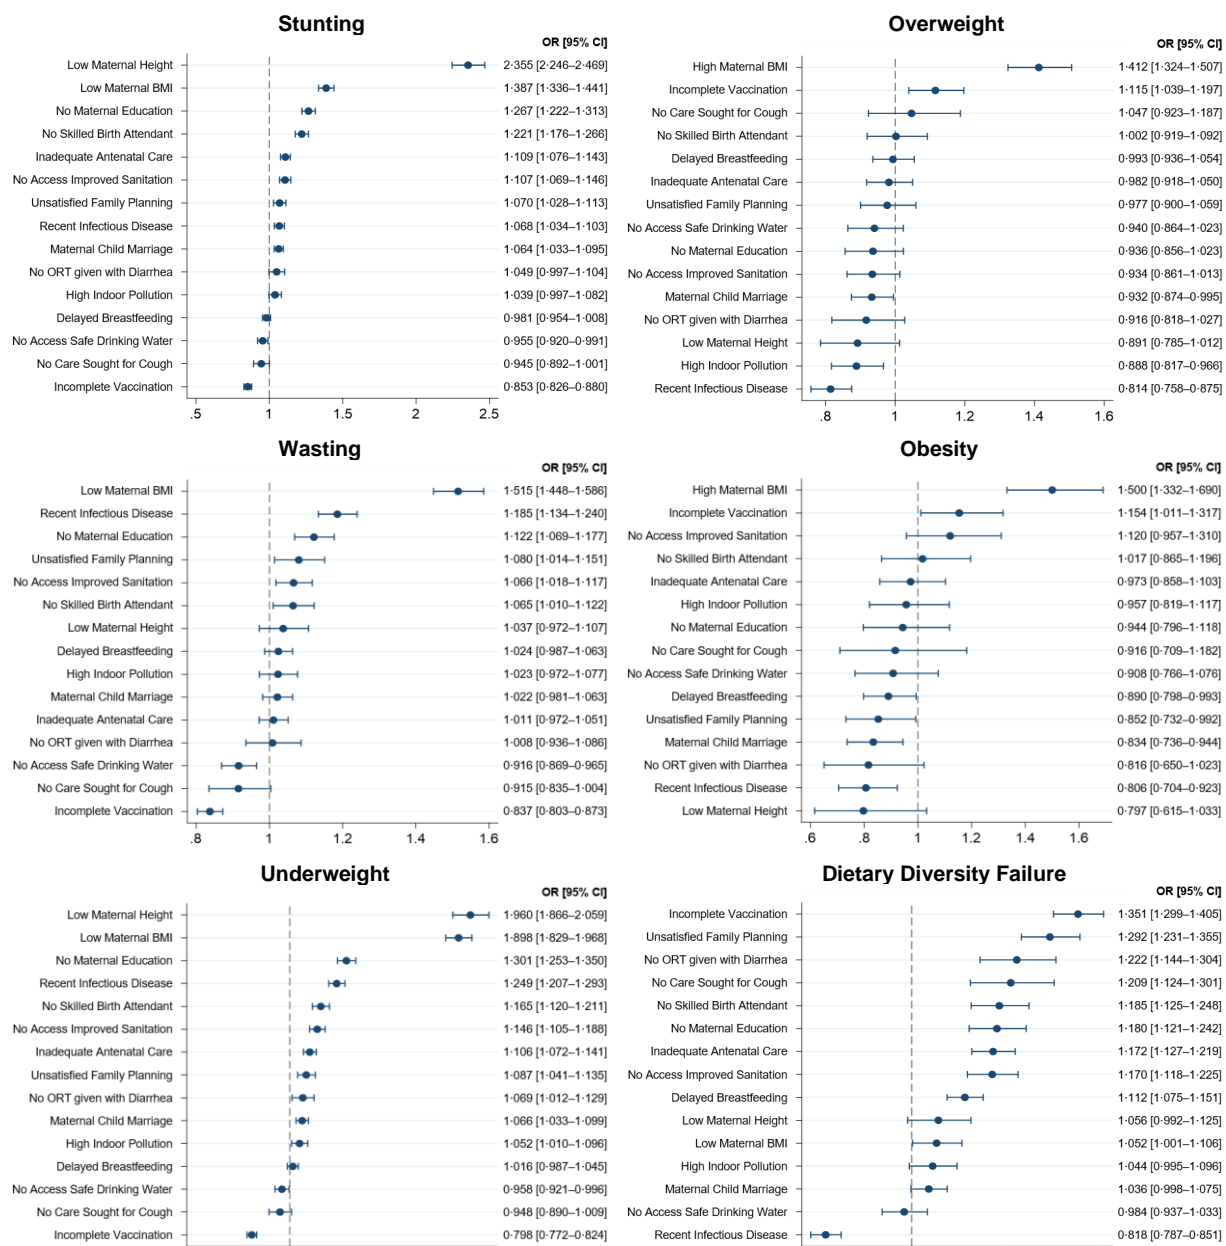 Stunting
OR [95% CI]
Low Maternal Height 2·355 [2·246–2·469]
Low Maternal BMI 1·387 [1·336–1·441]
No Maternal Education 1·267 [1·222–1·313]
No Skilled Birth Attendant 1·221 [1·176–1·266]
Inadequate Antenatal Care 1·109 [1·076–1·143]
No Access Improved Sanitation 1·107 [1·069–1·146]
Unsatisfied Family Planning 1·070 [1·028–1·113]
Recent Infectious Disease 1·068 [1·034–1·103]
Maternal Child Marriage 1·064 [1·033–1·095]
No ORT given with Diarrhea 1·049 [0·997–1·104]
High Indoor Pollution 1·039 [0·997–1·082]
Delayed Breastfeeding 0·981 [0·954–1·008]
No Access Safe Drinking Water 0·955 [0·920–0·991]
No Care Sought for Cough 0·945 [0·892–1·001]
Incomplete Vaccination 0·853 [0·826–0·880]
.5 1 1.5 2 2.5
Overweight
OR [95% CI]
High Maternal BMI 1·412 [1·324–1·507]
Incomplete Vaccination 1·115 [1·039–1·197]
No Care Sought for Cough 1·047 [0·923–1·187]
No Skilled Birth Attendant 1·002 [0·919–1·092]
Delayed Breastfeeding 0·993 [0·936–1·054]
Inadequate Antenatal Care 0·982 [0·918–1·050]
Unsatisfied Family Planning 0·977 [0·900–1·059]
No Access Safe Drinking Water 0·940 [0·864–1·023]
No Maternal Education 0·936 [0·856–1·023]
No Access Improved Sanitation 0·934 [0·861–1·013]
Maternal Child Marriage 0·932 [0·874–0·995]
No ORT given with Diarrhea 0·916 [0·818–1·027]
Low Maternal Height 0·891 [0·785–1·012]
High Indoor Pollution 0·888 [0·817–0·966]
Recent Infectious Disease 0·814 [0·758–0·875]
.8 1 1.2 1.4 1.6
Wasting
OR [95% CI]
Low Maternal BMI 1·515 [1·448–1·586]
Recent Infectious Disease 1·185 [1·134–1·240]
No Maternal Education 1·122 [1·069–1·177]
Unsatisfied Family Planning 1·080 [1·014–1·151]
No Access Improved Sanitation 1·066 [1·018–1·117]
No Skilled Birth Attendant 1·065 [1·010–1·122]
Low Maternal Height 1·037 [0·972–1·107]
Delayed Breastfeeding 1·024 [0·987–1·063]
High Indoor Pollution 1·023 [0·972–1·077]
Maternal Child Marriage 1·022 [0·981–1·063]
Inadequate Antenatal Care 1·011 [0·972–1·051]
No ORT given with Diarrhea 1·008 [0·936–1·086]
No Access Safe Drinking Water 0·916 [0·869–0·965]
No Care Sought for Cough 0·915 [0·835–1·004]
Incomplete Vaccination 0·837 [0·803–0·873]
.8 1 1.2 1.4 1.6
Obesity
OR [95% CI]
High Maternal BMI 1·500 [1·332–1·690]
Incomplete Vaccination 1·154 [1·011–1·317]
No Access Improved Sanitation 1·120 [0·957–1·310]
No Skilled Birth Attendant 1·017 [0·865–1·196]
Inadequate Antenatal Care 0·973 [0·858–1·103]
High Indoor Pollution 0·957 [0·819–1·117]
No Maternal Education 0·944 [0·796–1·118]
No Care Sought for Cough 0·916 [0·709–1·182]
No Access Safe Drinking Water 0·908 [0·766–1·076]
Delayed Breastfeeding 0·890 [0·798–0·993]
Unsatisfied Family Planning 0·852 [0·732–0·992]
Maternal Child Marriage 0·834 [0·736–0·944]
No ORT given with Diarrhea 0·816 [0·650–1·023]
Recent Infectious Disease 0·806 [0·704–0·923]
Low Maternal Height 0·797 [0·615–1·033]
.6 .8 1 1.2 1.4 1.6
Underweight
OR [95% CI]
Low Maternal Height 1·960 [1·866–2·059]
Low Maternal BMI 1·898 [1·829–1·968]
No Maternal Education 1·301 [1·253–1·350]
Recent Infectious Disease 1·249 [1·207–1·293]
No Skilled Birth Attendant 1·165 [1·120–1·211]
No Access Improved Sanitation 1·146 [1·105–1·188]
Inadequate Antenatal Care 1·106 [1·072–1·141]
Unsatisfied Family Planning 1·087 [1·041–1·135]
No ORT given with Diarrhea 1·069 [1·012–1·129]
Maternal Child Marriage 1·066 [1·033–1·099]
High Indoor Pollution 1·052 [1·010–1·096]
Delayed Breastfeeding 1·016 [0·987–1·045]
No Access Safe Drinking Water 0·958 [0·921–0·996]
No Care Sought for Cough 0·948 [0·890–1·009]
Incomplete Vaccination 0·798 [0·772–0·824]
Dietary Diversity Failure
OR [95% CI]
Incomplete Vaccination 1·351 [1·299–1·405]
Unsatisfied Family Planning 1·292 [1·231–1·355]
No ORT given with Diarrhea 1·222 [1·144–1·304]
No Care Sought for Cough 1·209 [1·124–1·301]
No Skilled Birth Attendant 1·185 [1·125–1·248]
No Maternal Education 1·180 [1·121–1·242]
Inadequate Antenatal Care 1·172 [1·127–1·219]
No Access Improved Sanitation 1·170 [1·118–1·225]
Delayed Breastfeeding 1·112 [1·075–1·151]
Low Maternal Height 1·056 [0·992–1·125]
Low Maternal BMI 1·052 [1·001–1·106]
High Indoor Pollution 1·044 [0·995–1·096]
Maternal Child Marriage 1·036 [0·998–1·075]
No Access Safe Drinking Water 0·984 [0·937–1·033]
Recent Infectious Disease 0·818 [0·787–0·851]